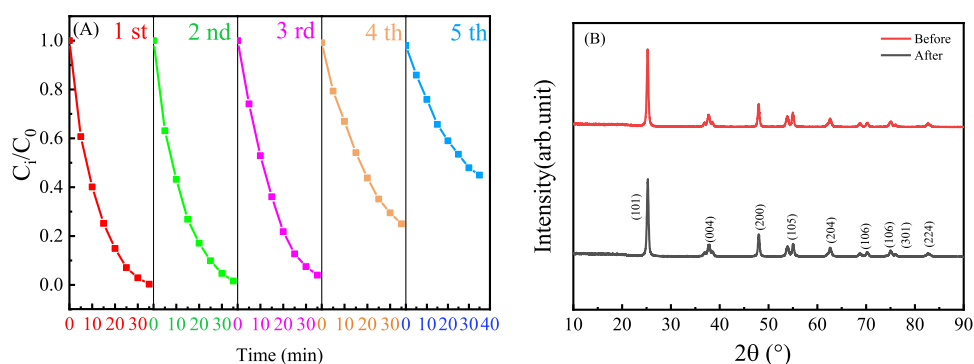 (A) 1 st 2 nd 3 rd 4 th 5 th
1.0
0.8
0.6
0.4
0.2
0.0
C_i/C_0
0 10 20 30 0 10 20 30 0 10 20 30 0 10 20 30 0 10 20 30 40
Time (min)
(B)
Before
After
Intensity(arb.unit)
(101)
(004)
(200)
(105)
(204)
(106)
(106)
(301)
(224)
10 20 30 40 50 60 70 80 90
2θ (°)